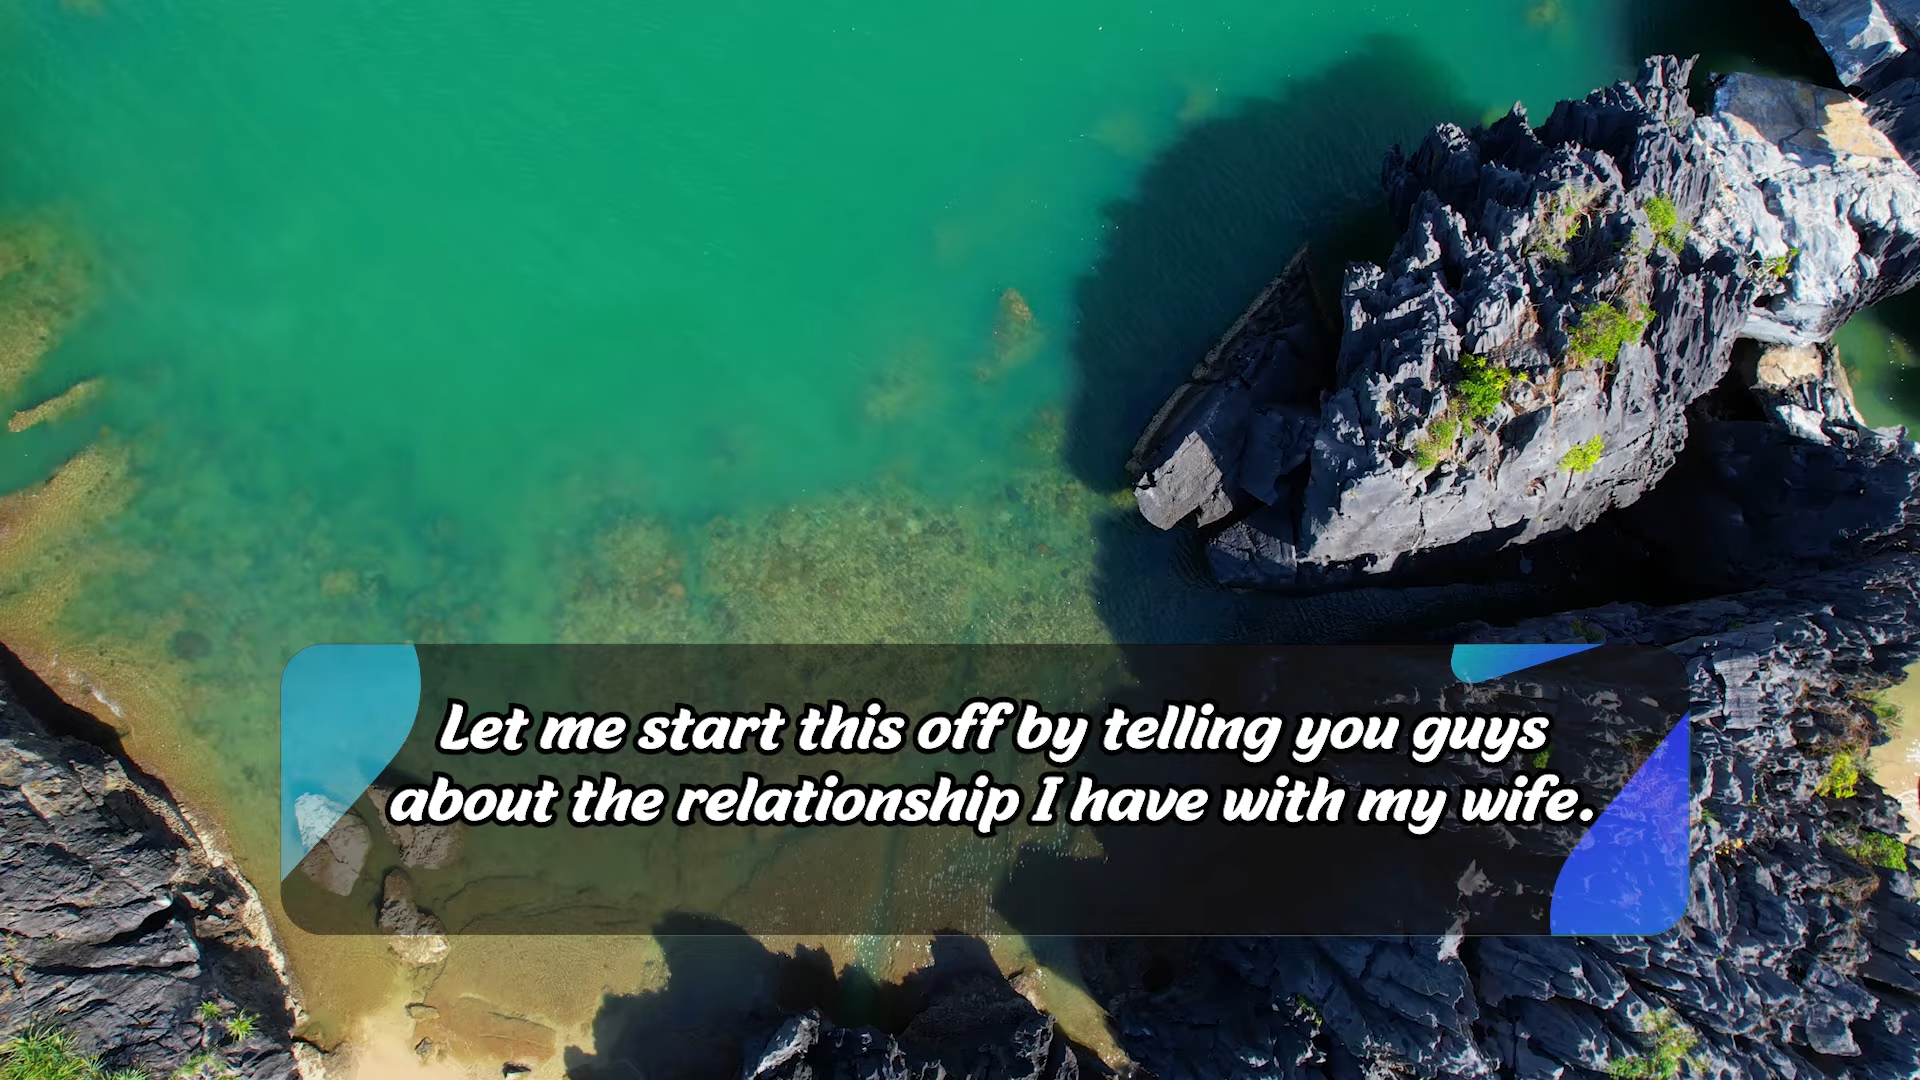 Let me start this off by telling you guys
about the relationship I have with my wife.